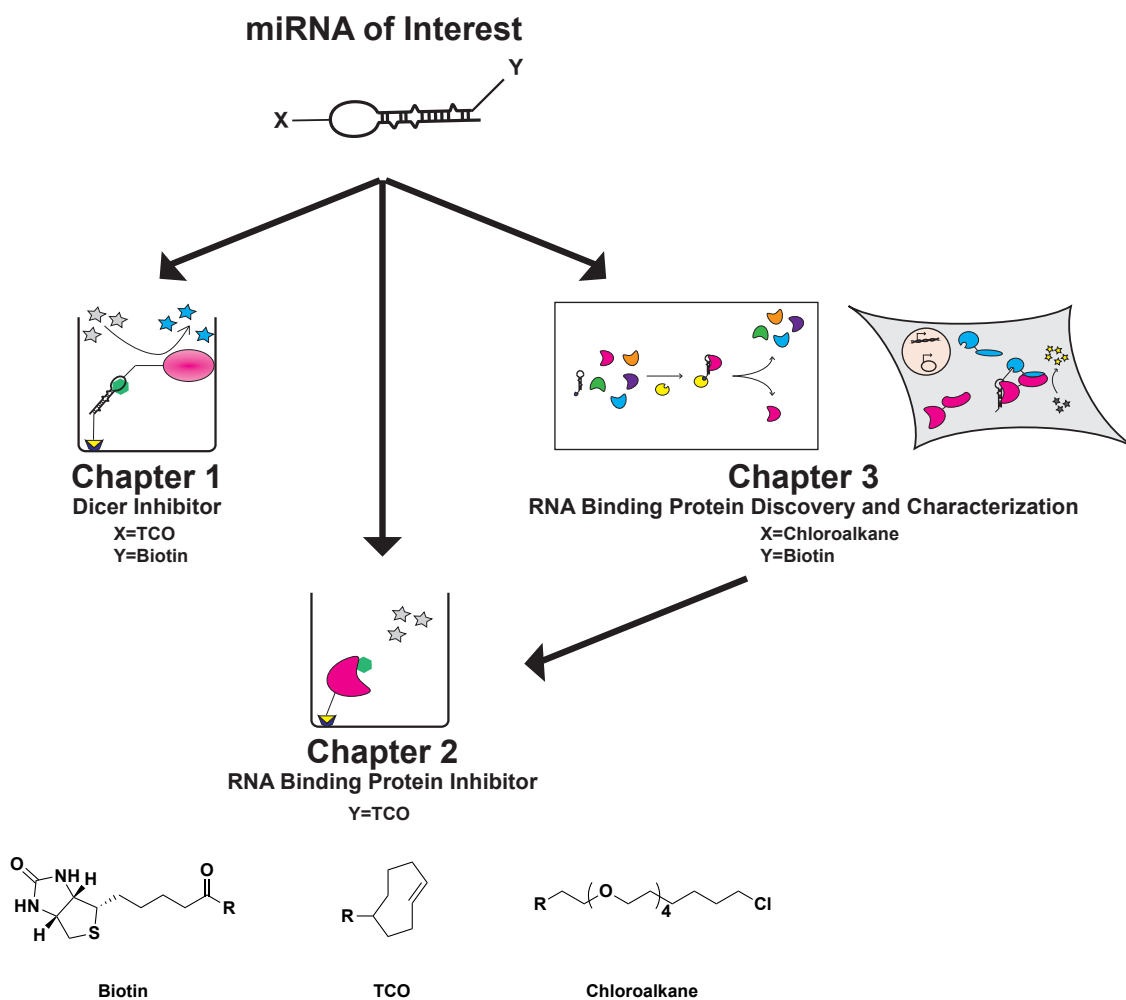 miRNA of Interest
Y
X
Chapter 1
Dicer Inhibitor
X=TCO
Y=Biotin
Chapter 3
RNA Binding Protein Discovery and Characterization
X=Chloroalkane
Y=Biotin
Chapter 2
RNA Binding Protein Inhibitor
Y=TCO
O
NH
HN
H
H
S
O
R
R
R
O
4
Cl
Biotin
TCO
Chloroalkane